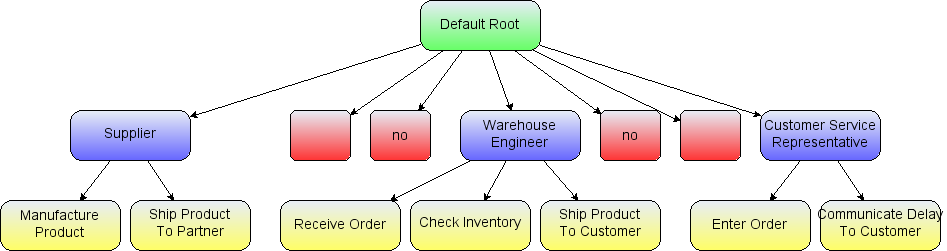 Default Root
Supplier
no
Warehouse
Engineer
no
Customer Service
Representative
Manufacture
Product
Ship Product
To Partner
Receive Order
Check Inventory
Ship Product
To Customer
Enter Order
Communicate Delay
To Customer